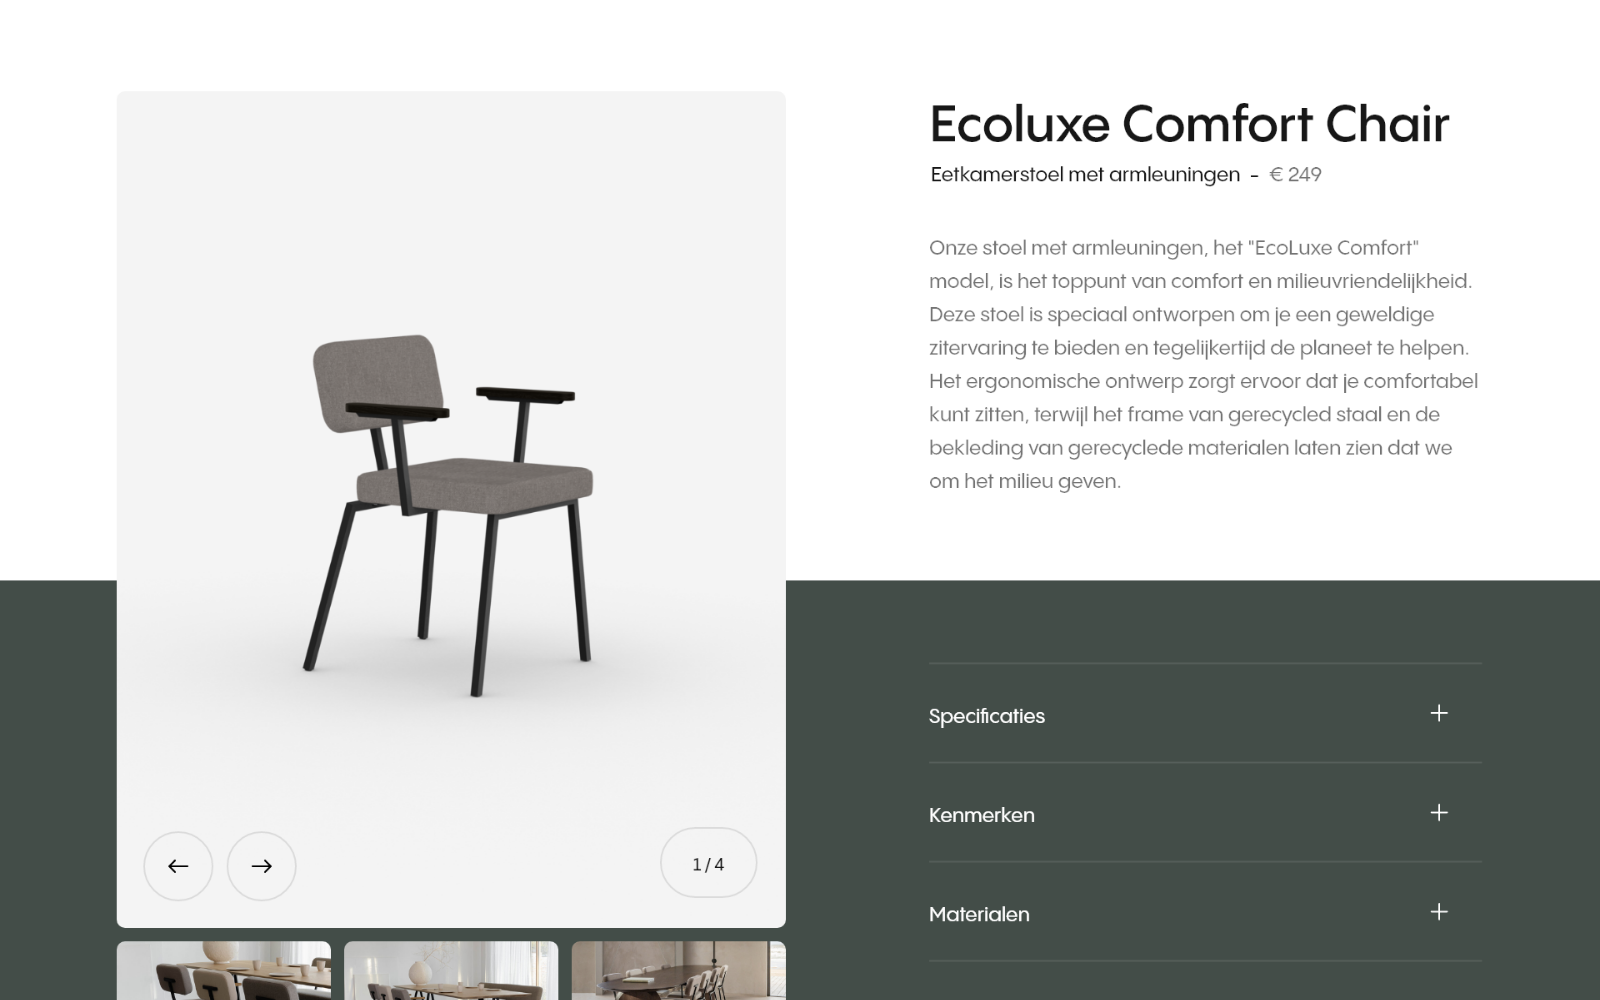 Ecoluxe Comfort Chair
Eetkamerstoel met armleuningen - € 249
Onze stoel met armleuningen, het "EcoLuxe Comfort"
model, is het toppunt van comfort en milieuvriendelijkheid.
Deze stoel is speciaal ontworpen om je een geweldige
zitervaring te bieden en tegelijkertijd de planeet te helpen.
Het ergonomische ontwerp zorgt ervoor dat je comfortabel
kunt zitten, terwijl het frame van gerecycled staal en de
bekleding van gerecyclede materialen laten zien dat we
om het milieu geven.
1 / 4
Specificaties
Kenmerken
Materialen